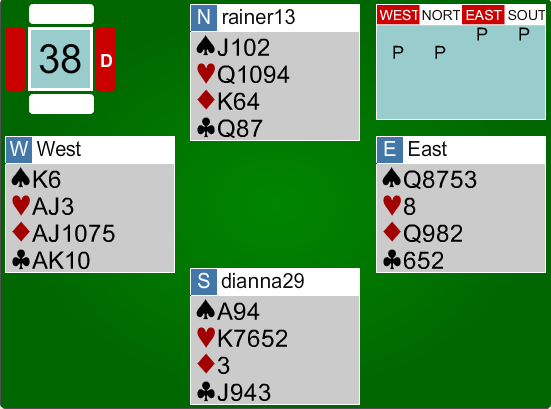 38
D
N rainer13
♠J102
♥Q1094
♦K64
♣Q87
WEST NORT EAST SOUT
P P
P P
W West
♠K6
♥AJ3
♦AJ1075
♣AK10
E East
♠Q8753
♥8
♦Q982
♣652
S dianna29
♠A94
♥K7652
♦3
♣J943